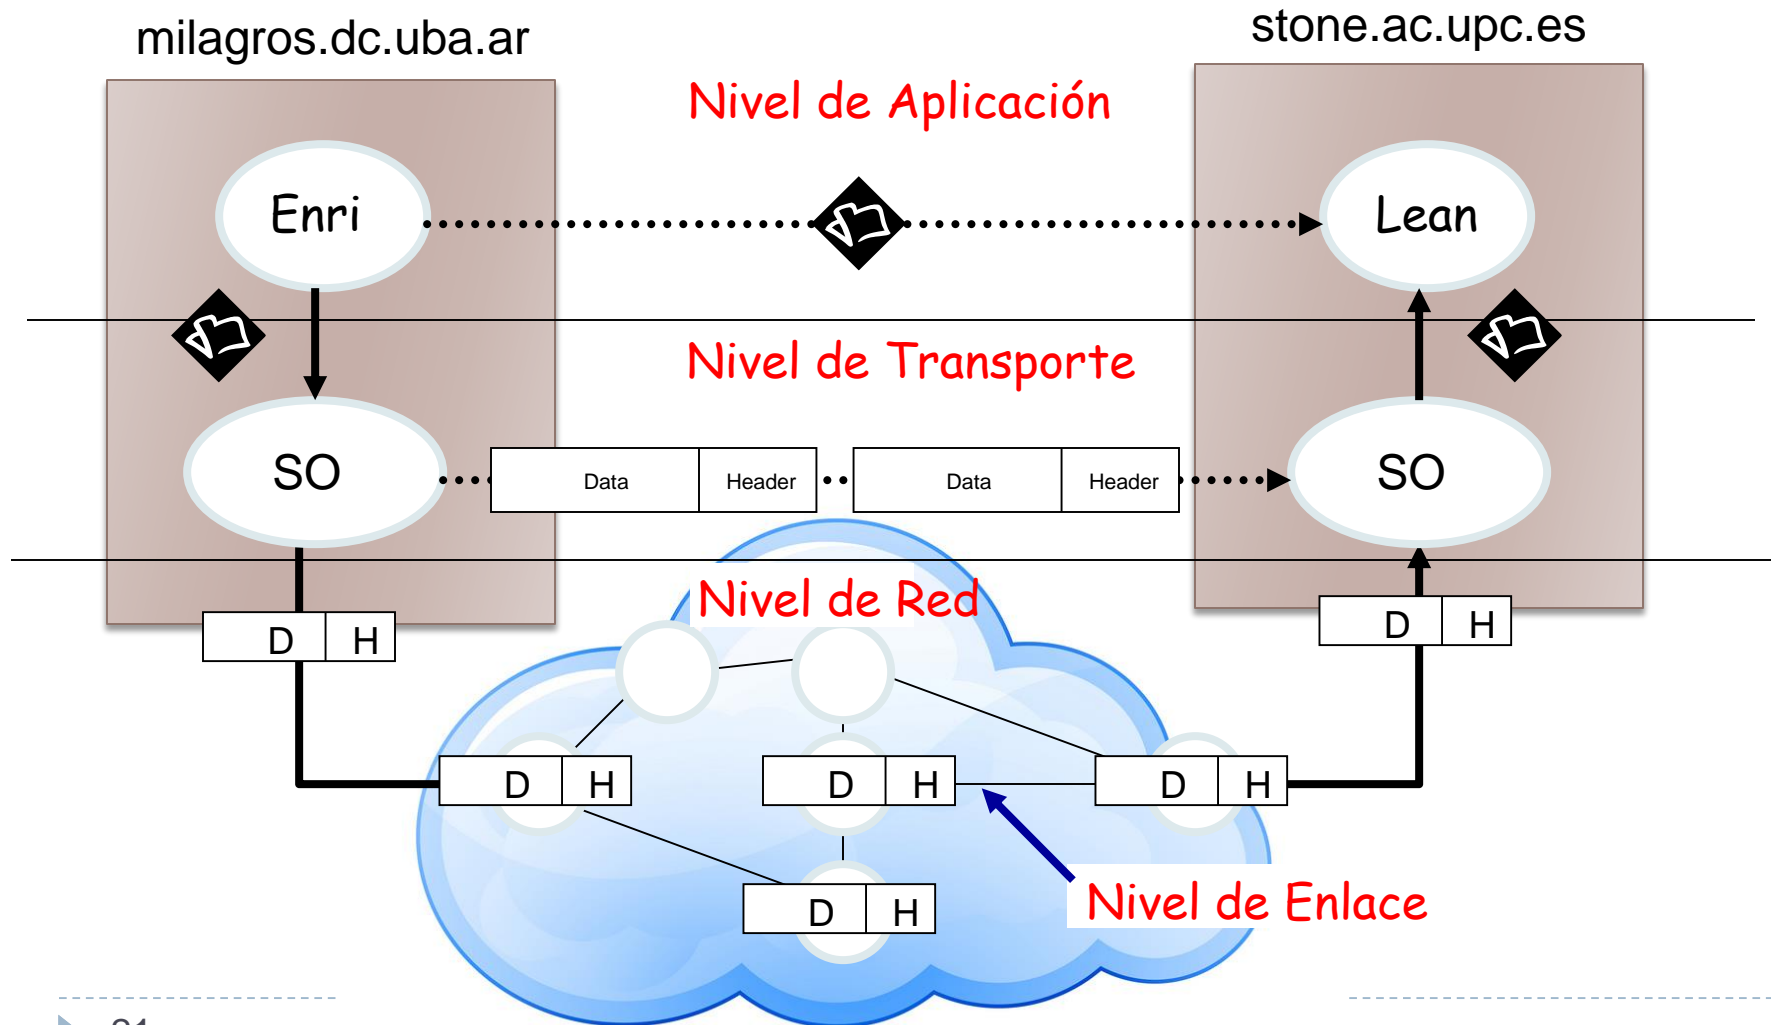 milagros.dc.uba.ar
stone.ac.upc.es
Nivel de Aplicación
Enri
Lean
Nivel de Transporte
SO
Data
Header
Data
Header
SO
Nivel de Red
D
H
D
H
D
H
D
H
D
H
D
H
Nivel de Enlace